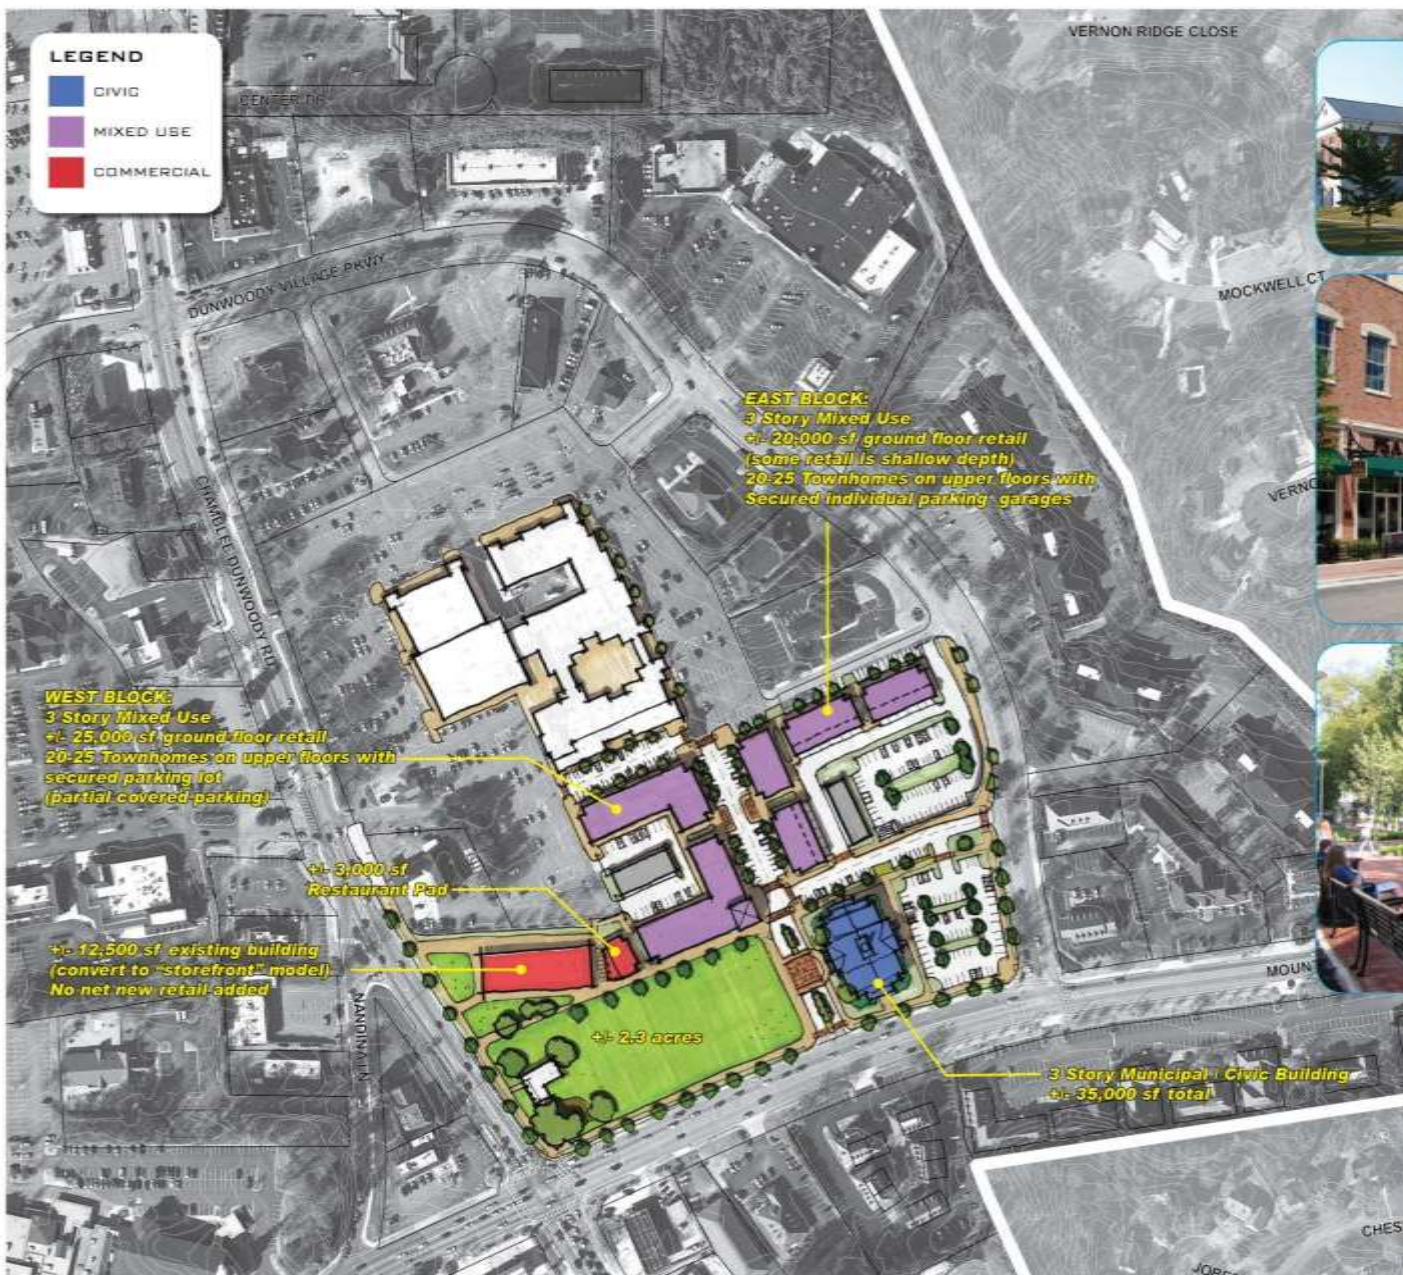 LEGEND
CIVIC
MIXED USE
COMMERCIAL
CENTER DR
VERNON RIDGE CLOSE
DUNWOODY VILLAGE PKWY
MOCKWELL CT
EAST BLOCK:
3 Story Mixed Use
+/- 20,000 sf ground floor retail
(some retail is shallow depth)
20-25 Townhomes on upper floors with
Secured individual parking garages
CHAMBLEE DUNWOODY RD
WEST BLOCK:
3 Story Mixed Use
+/- 25,000 sf ground floor retail
20-25 Townhomes on upper floors with
secured parking lot
(partial covered parking)
+/- 3,000 sf
Restaurant Pad
+/- 12,500 sf existing building
(convert to "storefront" model)
No net new retail added
NANDINA LN
+/- 2.3 acres
MOUN
3 Story Municipal / Civic Building
+/- 35,000 sf total
CHES